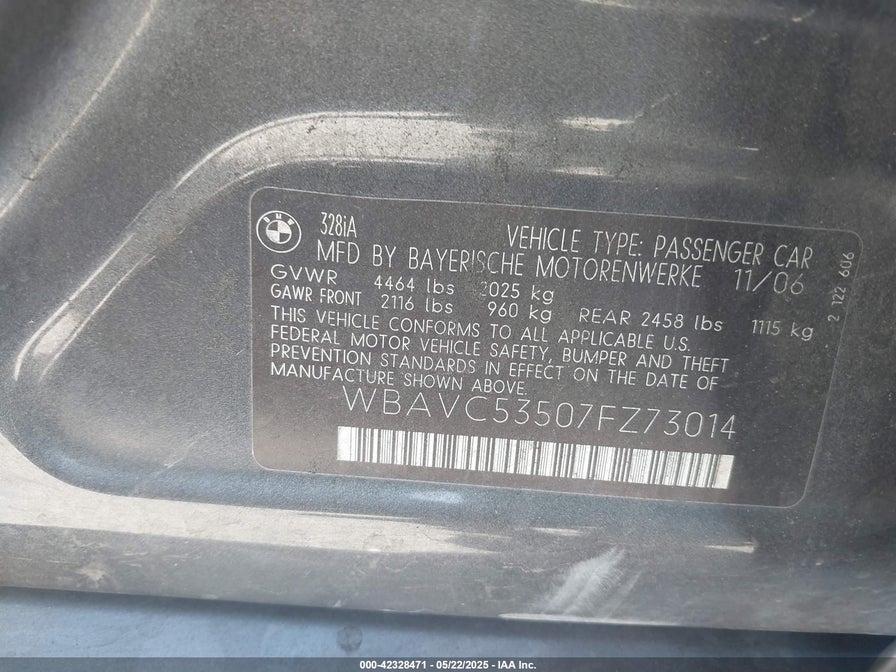 BMW
328iA
VEHICLE TYPE: PASSENGER CAR
MFD BY BAYERISCHE MOTORENWERKE 11/06
GVWR 4464 lbs 2025 kg
GAWR FRONT 2116 lbs 960 kg REAR 2458 lbs 1115 kg
THIS VEHICLE CONFORMS TO ALL APPLICABLE U.S.
FEDERAL MOTOR VEHICLE SAFETY, BUMPER AND THEFT
PREVENTION STANDARDS IN EFFECT ON THE DATE OF
MANUFACTURE SHOWN ABOVE.
WBAVC53507FZ73014
2 122 606
000-42328471 - 05/22/2025 - IAA Inc.